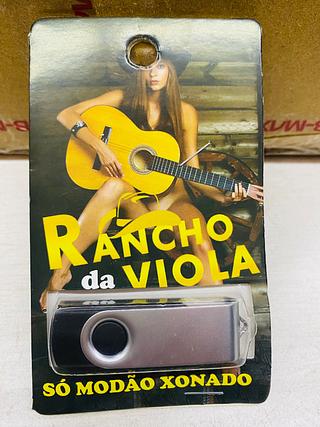 RANCHO
da VIOLA
SÓ MODÃO XONADO